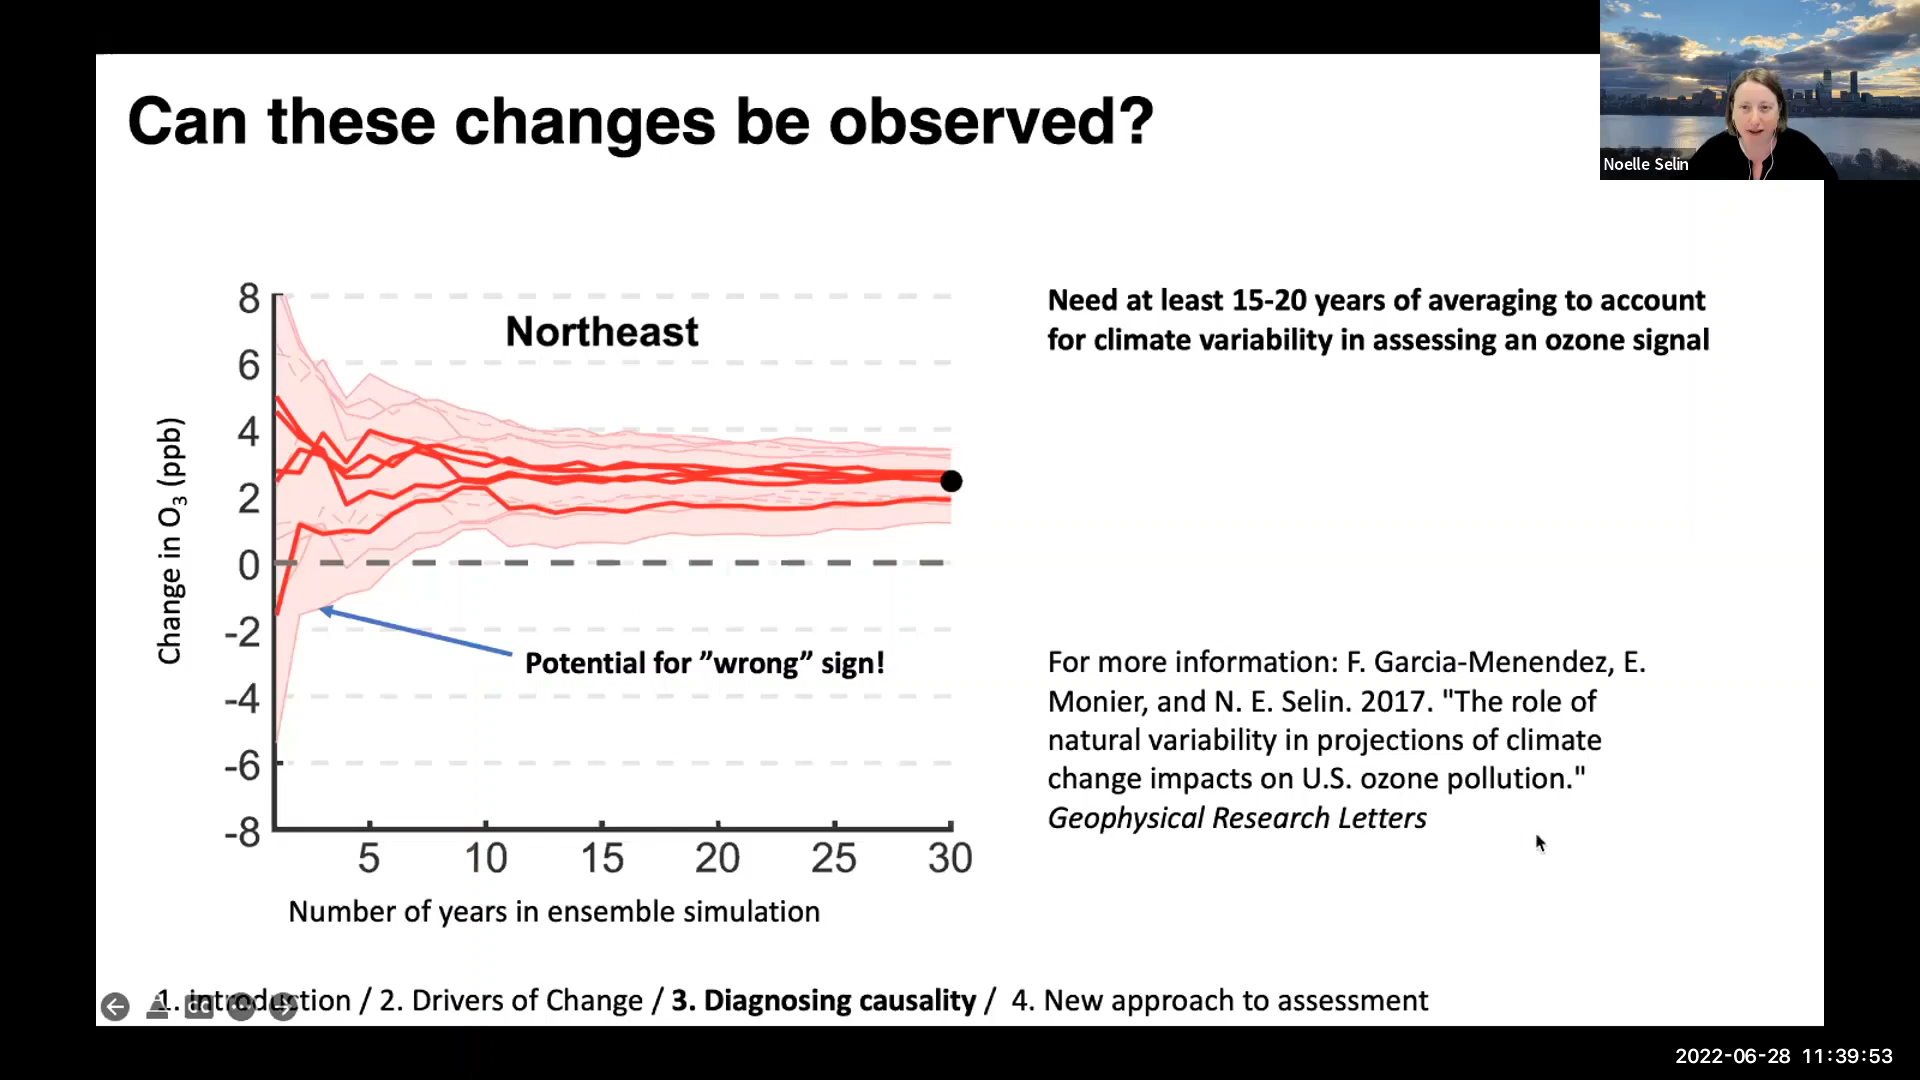 Can these changes be observed?
Noelle Selin
8
6
4
2
0
-2
-4
-6
-8
Change in O3 (ppb)
Northeast
Potential for ”wrong” sign!
5 10 15 20 25 30
Number of years in ensemble simulation
Need at least 15-20 years of averaging to account
for climate variability in assessing an ozone signal
For more information: F. Garcia-Menendez, E.
Monier, and N. E. Selin. 2017. "The role of
natural variability in projections of climate
change impacts on U.S. ozone pollution."
Geophysical Research Letters
1. introduction / 2. Drivers of Change / 3. Diagnosing causality / 4. New approach to assessment
CC
2022-06-28 11:39:53